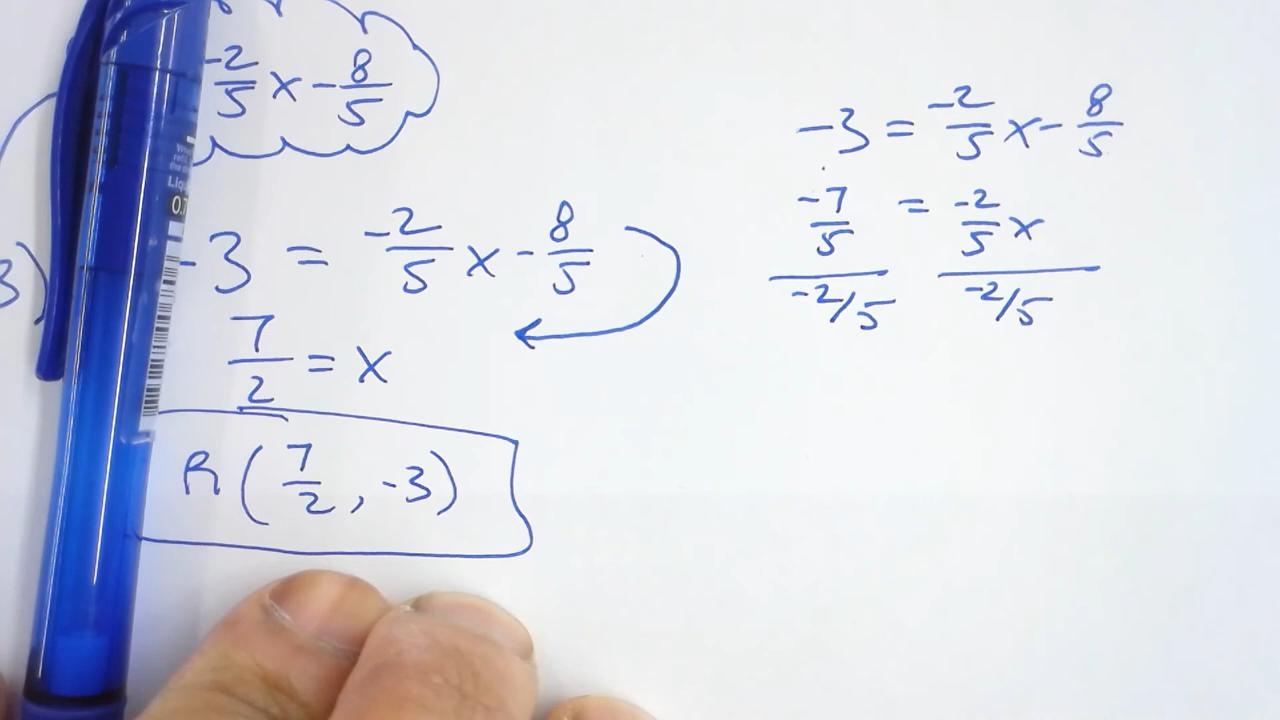 -2/5 x - 8/5
3)
-3 = -2/5 x - 8/5
7/2 = x
R(7/2, -3)
-3 = -2/5 x - 8/5
-7/5 = -2/5 x
-2/5 -2/5